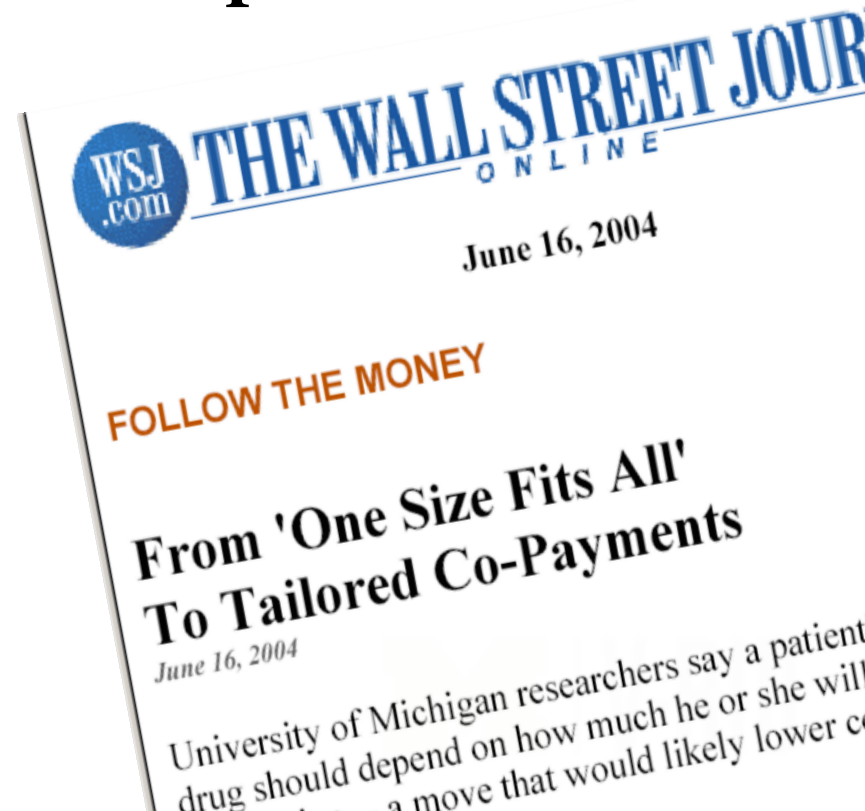 WSJ
.com
THE WALL STREET JOUR
ONLINE
June 16, 2004
FOLLOW THE MONEY
From 'One Size Fits All'
To Tailored Co-Payments
June 16, 2004
University of Michigan researchers say a patient
drug should depend on how much he or she will
a move that would likely lower c